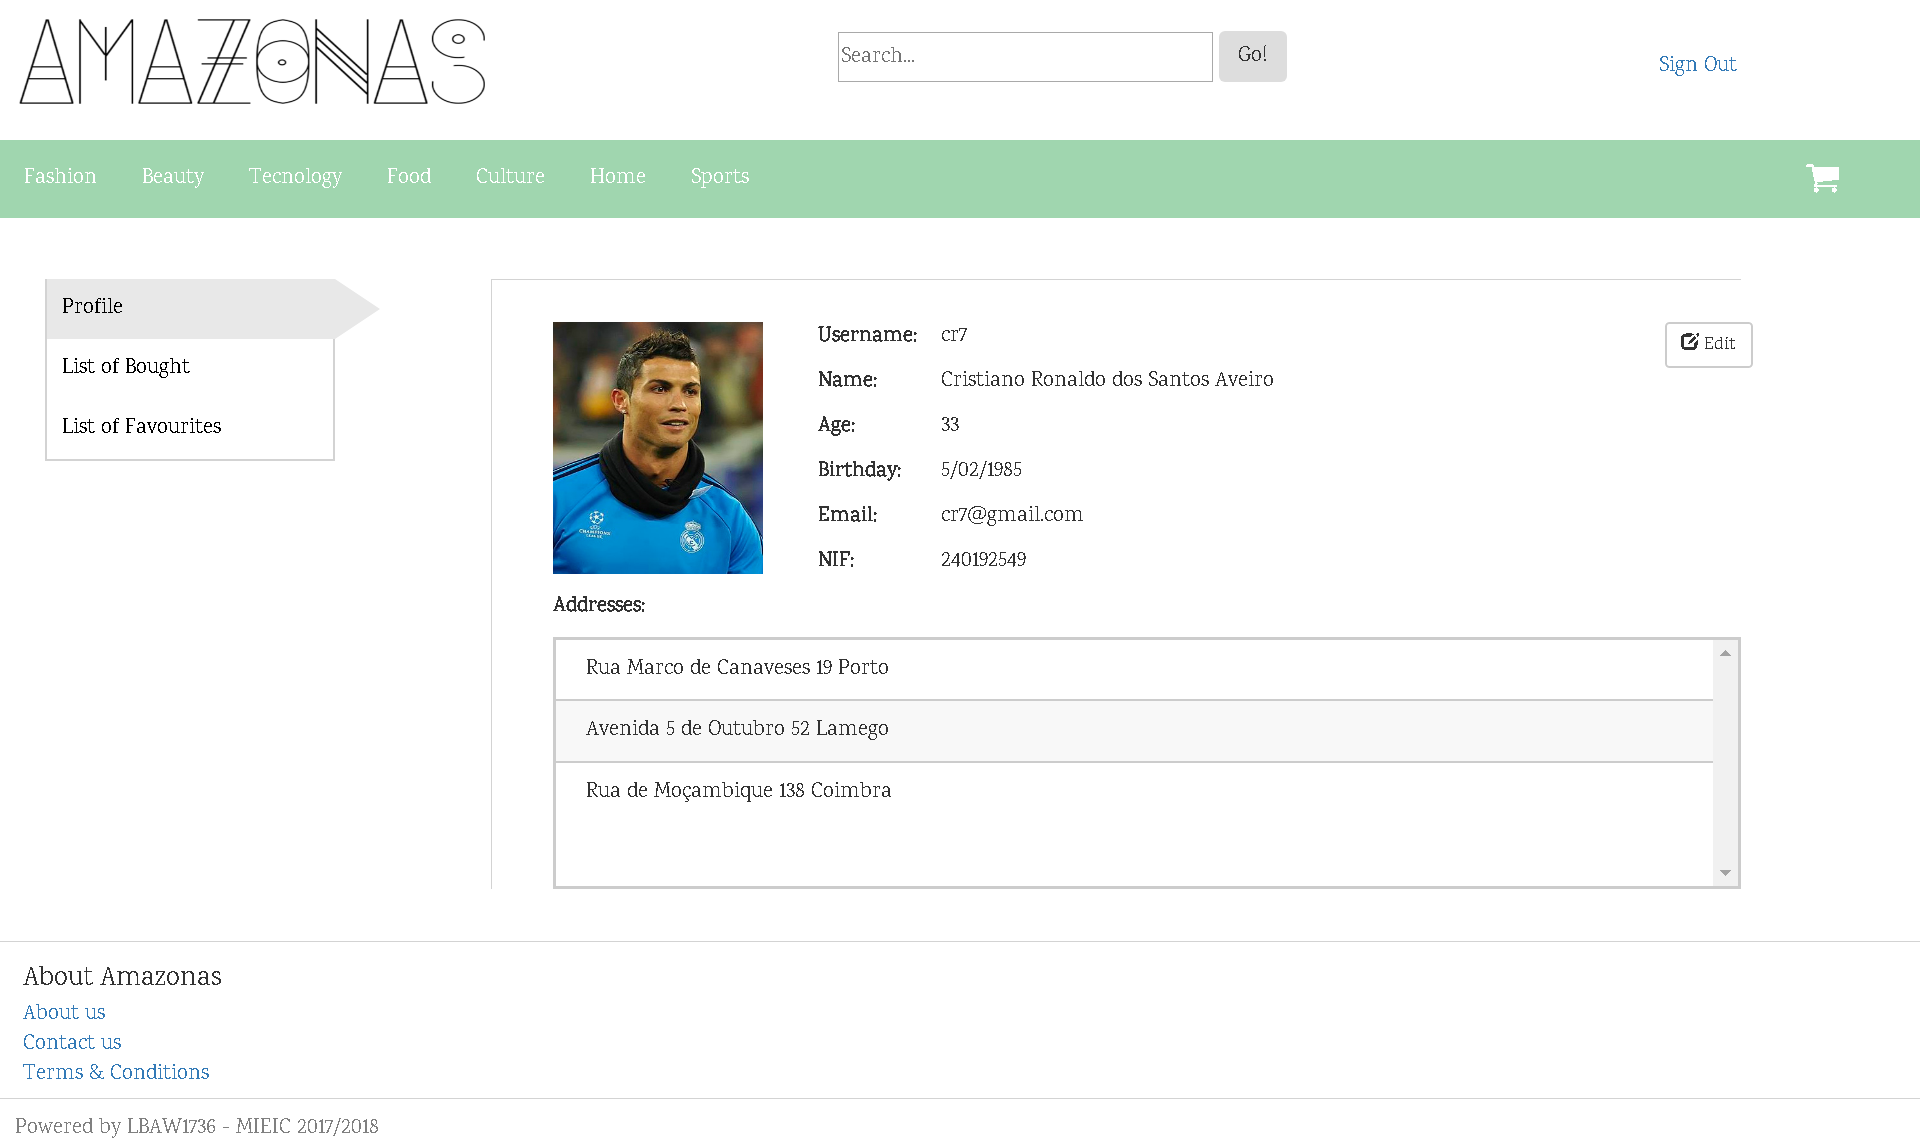 AMAZONAS
Search...
Go!
Sign Out
Fashion Beauty Tecnology Food Culture Home Sports
Profile
List of Bought
List of Favourites
Username: cr7
Edit
Name: Cristiano Ronaldo dos Santos Aveiro
Age: 33
Birthday: 5/02/1985
Email: cr7@gmail.com
NIF: 240192549
CHAMPIONS
LEAGUE
Addresses:
Rua Marco de Canaveses 19 Porto
Avenida 5 de Outubro 52 Lamego
Rua de Moçambique 138 Coimbra
About Amazonas
About us
Contact us
Terms & Conditions
Powered by LBAW1736 - MIEIC 2017/2018